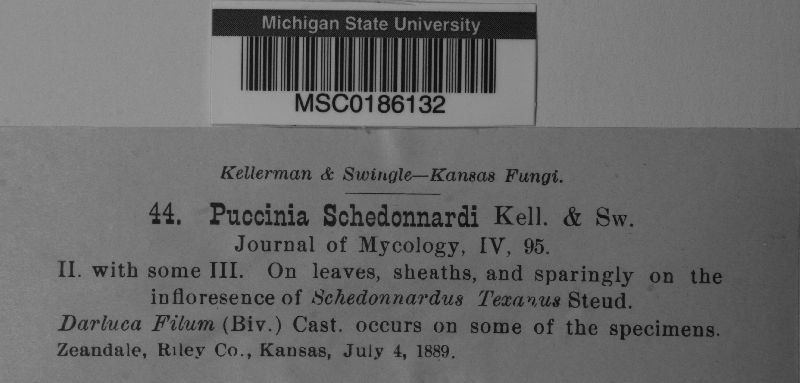 Michigan State University
MSC0186132
Kellerman & Swingle—Kansas Fungi.
44. Puccinia Schedonnardi Kell. & Sw.
Journal of Mycology, IV, 95.
II. with some III. On leaves, sheaths, and sparingly on the
infloresence of Schedonnardus Texanus Steud.
Darluca Filum (Biv.) Cast. occurs on some of the specimens.
Zeandale, Riley Co., Kansas, July 4, 1889.